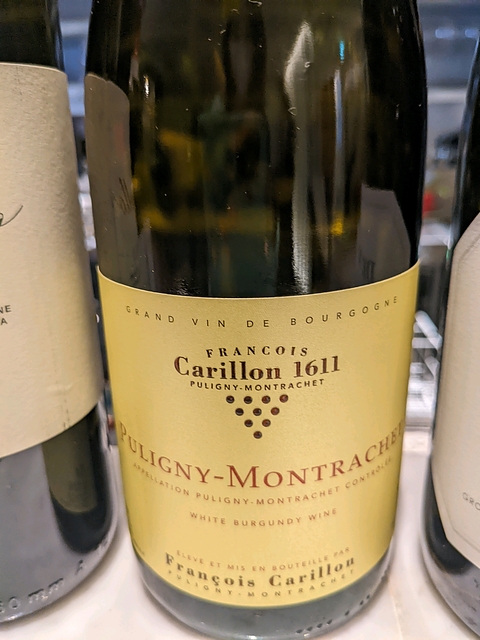 GRAND VIN DE BOURGOGNE
FRANÇOIS
Carillon 1611
PULIGNY-MONTRACHET
PULIGNY-MONTRACHET
APPELLATION PULIGNY-MONTRACHET CONTRÔLÉE
WHITE BURGUNDY WINE
ÉLEVÉ ET MIS EN BOUTEILLE PAR
François Carillon
PULIGNY-MONTRACHET